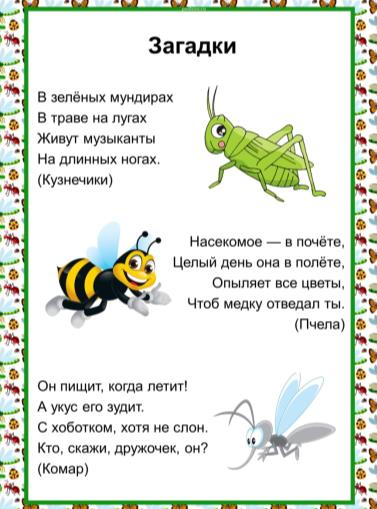 Загадки
В зелёных мундирах
В траве на лугах
Живут музыканты
На длинных ногах.
(Кузнечики)
Насекомое — в почёте,
Целый день она в полёте,
Опыляет все цветы,
Чтоб медку отведал ты.
(Пчела)
Он пищит, когда летит!
А укус его зудит.
С хоботком, хотя не слон.
Кто, скажи, дружочек, он?
(Комар)